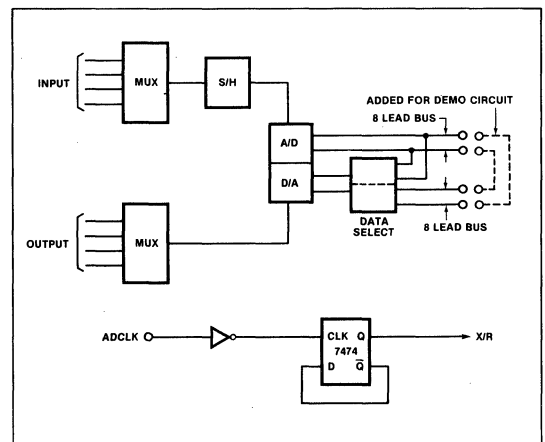 INPUT
MUX
S/H
ADDED FOR DEMO CIRCUIT
8 LEAD BUS
A/D
D/A
DATA
SELECT
8 LEAD BUS
OUTPUT
MUX
ADCLK
CLK Q
7474
D Q̅
X/R